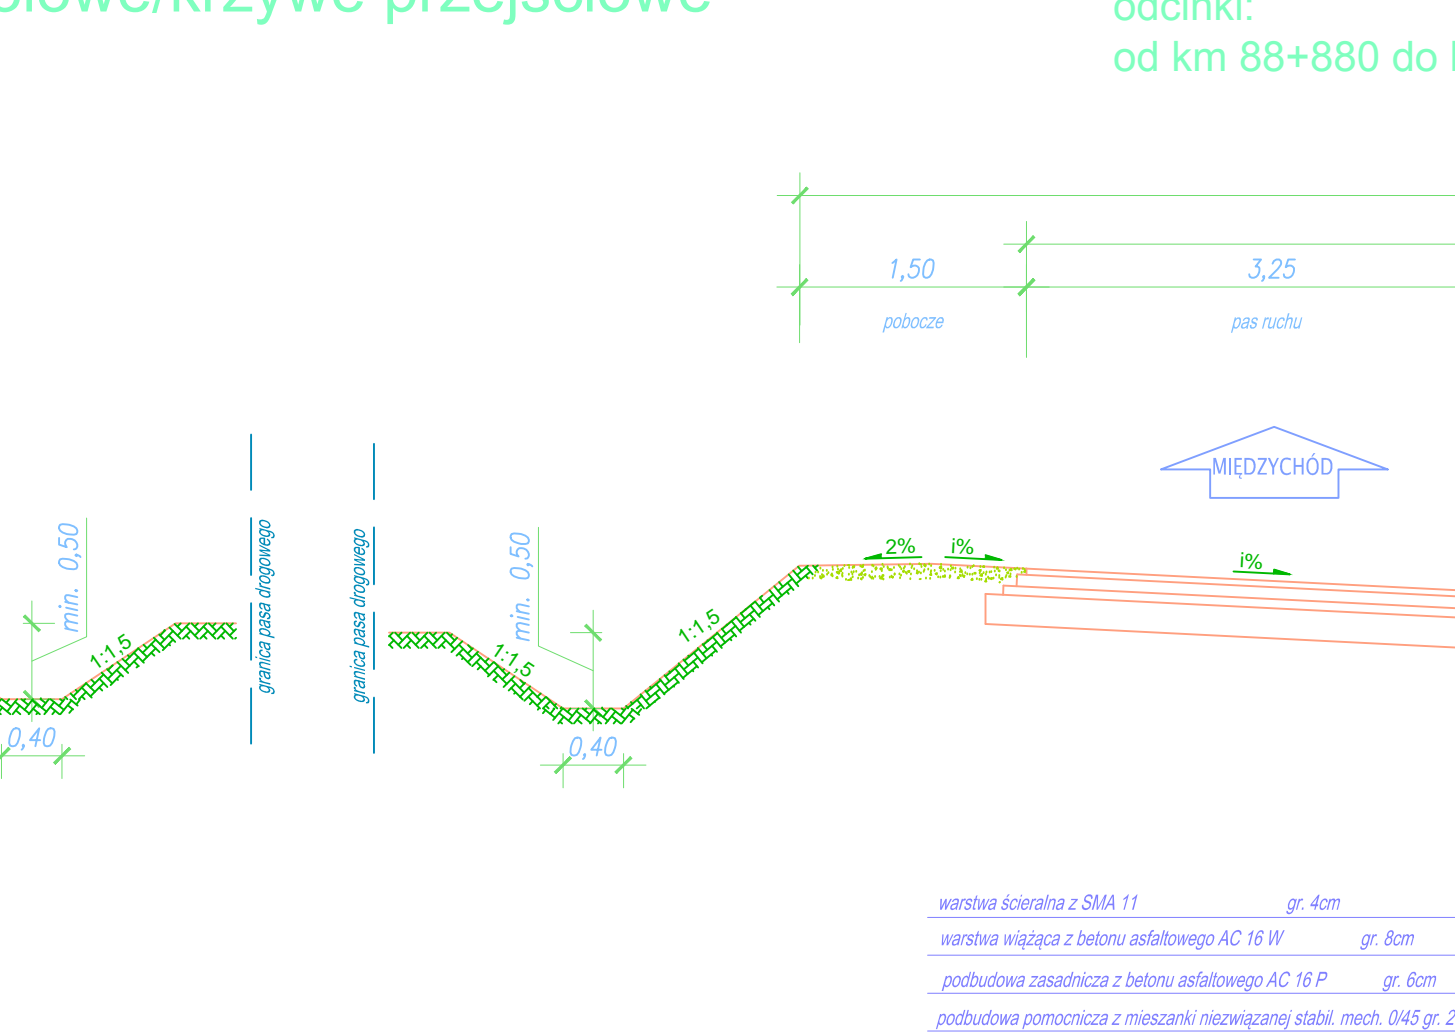 przejściowe
odcinki:
od km 88+880 do
1,50
3,25
pobocze
pas ruchu
MIĘDZYCHÓD
min. 0,50
granica pasa drogowego
granica pasa drogowego
min. 0,50
2%
i%
i%
1:1,5
1:1,5
1:1,5
0,40
0,40
warstwa ścieralna z SMA 11 gr. 4cm
warstwa wiążąca z betonu asfaltowego AC 16 W gr. 8cm
podbudowa zasadnicza z betonu asfaltowego AC 16 P gr. 6cm
podbudowa pomocnicza z mieszanki niezwiązanej stabil. mech. 0/45 gr. 2